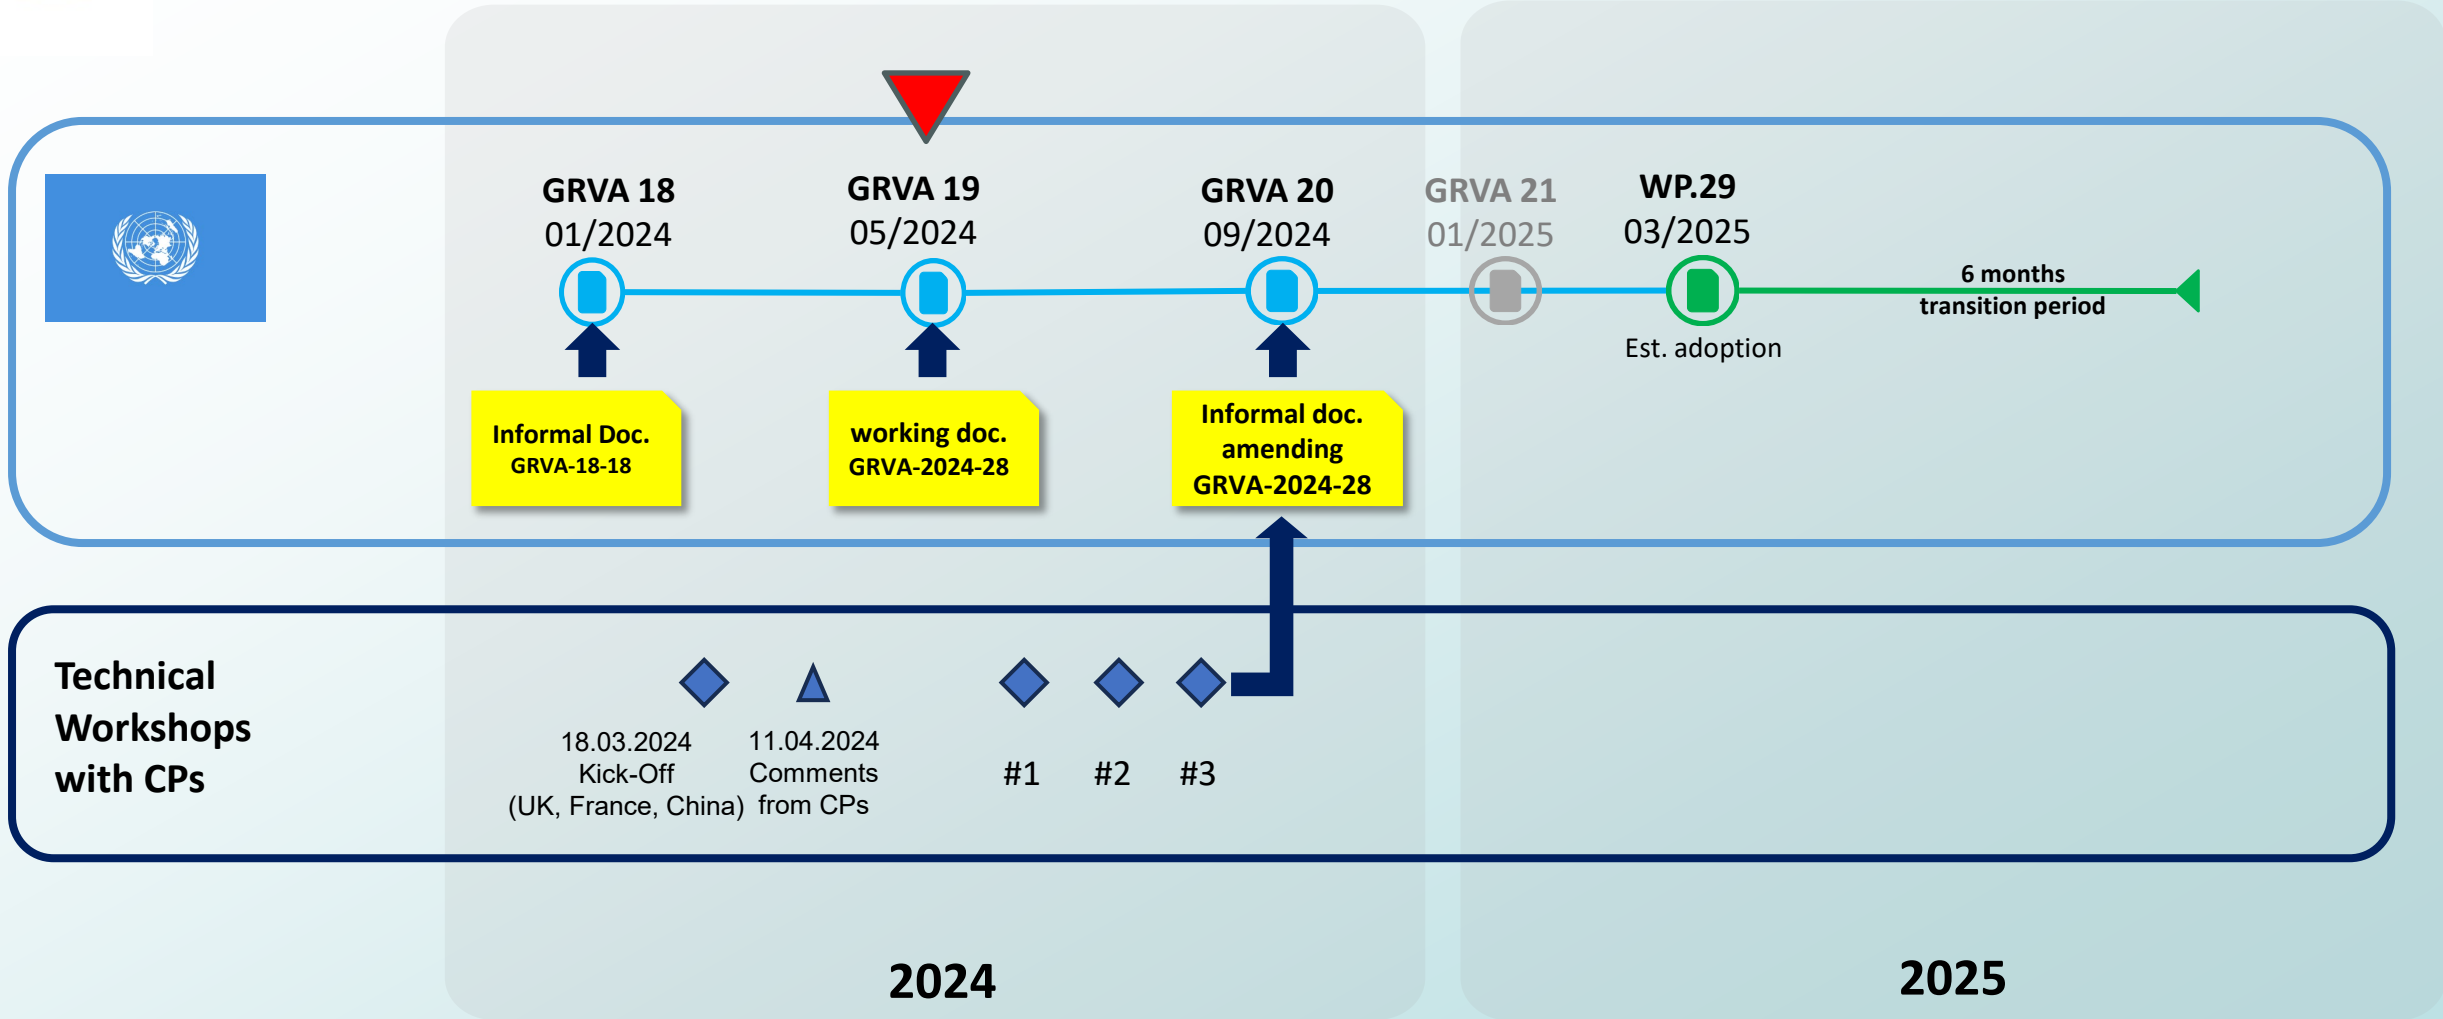 GRVA 18
01/2024
GRVA 19
05/2024
GRVA 20
09/2024
GRVA 21
01/2025
WP.29
03/2025
Est. adoption
6 months
transition period
Informal Doc.
GRVA-18-18
working doc.
GRVA-2024-28
Informal doc.
amending
GRVA-2024-28
Technical
Workshops
with CPs
18.03.2024
Kick-Off
(UK, France, China)
11.04.2024
Comments
from CPs
#1
#2
#3
2024
2025